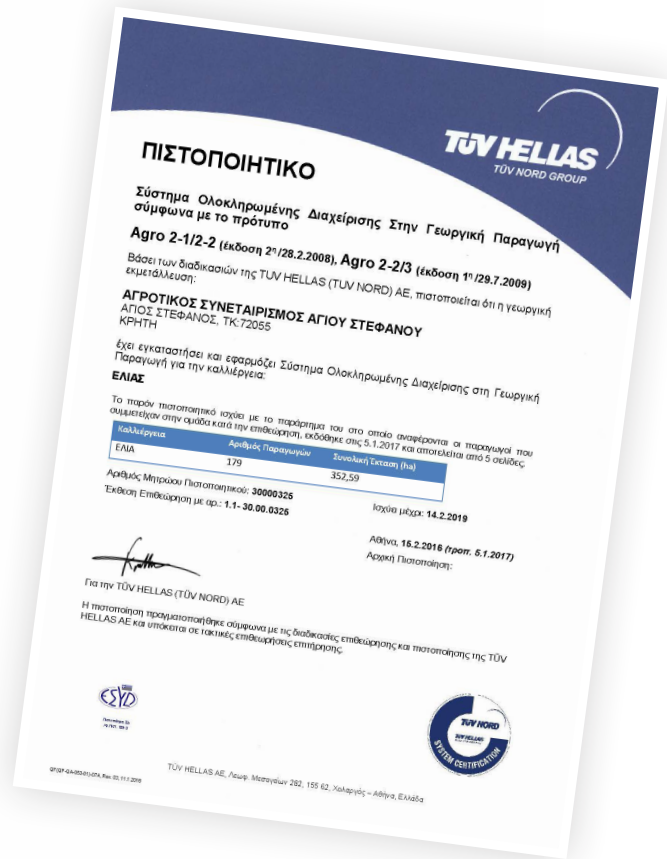 TÜV HELLAS
TÜV NORD GROUP
ΠΙΣΤΟΠΟΙΗΤΙΚΟ
Σύστημα Ολοκληρωμένης Διαχείρισης Στην Γεωργική Παραγωγή
σύμφωνα με το πρότυπο
Agro 2-1/2-2 (έκδοση 2η /28.2.2008), Agro 2-2/3 (έκδοση 1η /29.7.2009)
Βάσει των διαδικασιών της TUV HELLAS (TUV NORD) ΑΕ, πιστοποιείται ότι η γεωργική
εκμετάλλευση:
ΑΓΡΟΤΙΚΟΣ ΣΥΝΕΤΑΙΡΙΣΜΟΣ ΑΓΙΟΥ ΣΤΕΦΑΝΟΥ
ΑΓΙΟΣ ΣΤΕΦΑΝΟΣ, ΤΚ:72055
ΚΡΗΤΗ
έχει εγκαταστήσει και εφαρμόζει Σύστημα Ολοκληρωμένης Διαχείρισης στη Γεωργική
Παραγωγή για την καλλιέργεια:
ΕΛΙΑΣ
Το παρόν πιστοποιητικό ισχύει με το παράρτημα του στο οποίο αναφέρονται οι παραγωγοί που
συμμετείχαν στην ομάδα κατά την επιθεώρηση, εκδόθηκε στις 5.1.2017 και αποτελείται από 5 σελίδες.
Καλλιέργεια Αριθμός Παραγωγών Συνολική Έκταση (ha)
ΕΛΙΑ 179 352,59
Αριθμός Μητρώου Πιστοποιητικού: 30000326
Έκθεση Επιθεώρηση με αρ.: 1.1- 30.00.0326
Ισχύει μέχρι: 14.2.2019
Αθήνα, 15.2.2016 (τροπ. 5.1.2017)
Αρχική Πιστοποίηση:
Για την TÜV HELLAS (TÜV NORD) AE
Η πιστοποίηση πραγματοποιήθηκε σύμφωνα με τις διαδικασίες επιθεώρησης και πιστοποίησης της TÜV
HELLAS AE και υπόκειται σε τακτικές επιθεωρήσεις επιτήρησης.
ΕΣΥD
TÜV NORD
TÜV HELLAS
SYSTEM CERTIFICATION
TÜV HELLAS AE, Λεωφ. Μεσογείων 282, 155 62, Χολαργός – Αθήνα, Ελλάδα